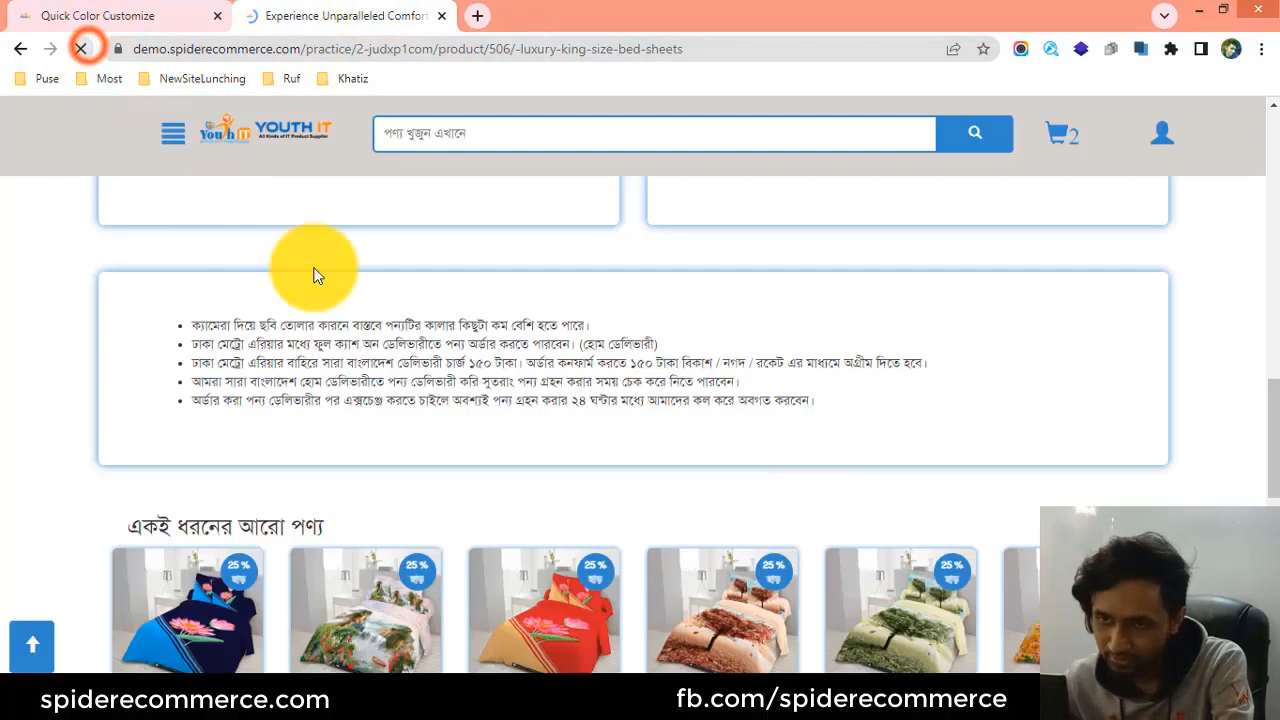 Quick Color Customize
Experience Unparalleled Comfor
demo.spiderecommerce.com/practice/2-judxp1com/product/506/-luxury-king-size-bed-sheets
Puse
Most
NewSiteLunching
Ruf
Khatiz
Youth IT
YOUTH IT
All Kinds of IT Product Supplier
পণ্য খুজুন এখানে
2
ক্যামেরা দিয়ে ছবি তোলার কারনে বাস্তবে পন্যটির কালার কিছুটা কম বেশি হতে পারে।
ঢাকা মেট্রো এরিয়ার মধ্যে ফুল ক্যাশ অন ডেলিভারীতে পন্য অর্ডার করতে পারবেন। (হোম ডেলিভারী)
ঢাকা মেট্রো এরিয়ার বাহিরে সারা বাংলাদেশ ডেলিভারী চার্জ ১৫০ টাকা। অর্ডার কনফার্ম করতে ১৫০ টাকা বিকাশ / নগদ / রকেট এর মাধ্যমে অগ্রীম দিতে হবে।
আমরা সারা বাংলাদেশ হোম ডেলিভারীতে পন্য ডেলিভারী করি সুতরাং পন্য গ্রহন করার সময় চেক করে নিতে পারবেন।
অর্ডার করা পন্য ডেলিভারীর পর এক্সচেঞ্জ করতে চাইলে অবশ্যই পন্য গ্রহন করার ২৪ ঘন্টার মধ্যে আমাদের কল করে অবগত করবেন।
একই ধরনের আরো পণ্য
25 %
ছাড়
25 %
ছাড়
25 %
ছাড়
25 %
ছাড়
25 %
ছাড়
spiderecommerce.com
fb.com/spiderecommerce